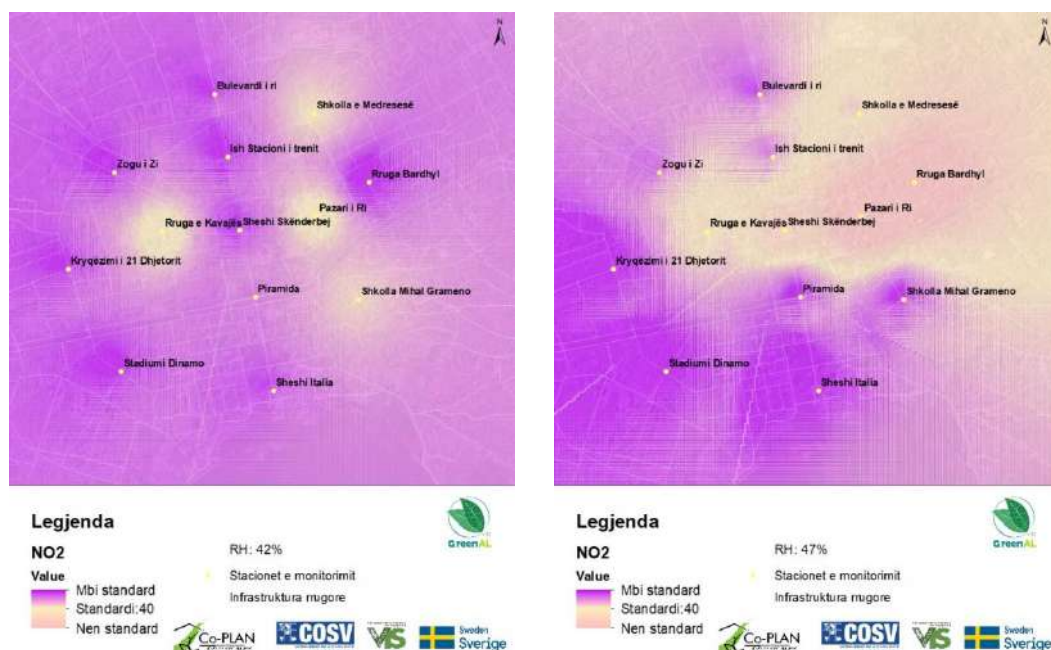 N
Bulevardi i ri
Shkolla e Medresesë
Ish Stacioni i trenit
Zogu i Zi
Rruga Bardhyl
Pazari i Ri
Rruga e Kavajës
Sheshi Skënderbej
Kryqëzimi i 21 Dhjetorit
Piramida
Shkolla Mihal Grameno
Stadiumi Dinamo
Sheshi Italia
Legjenda
NO2
RH: 42%
Value
Mbi standard
Standardi:40
Nen standard
Stacionet e monitorimit
Infrastruktura rrugore
GreenAL
Co-PLAN
COSV
VIS
Sweden
Sverige
N
Bulevardi i ri
Shkolla e Medresesë
Ish Stacioni i trenit
Zogu i Zi
Rruga Bardhyl
Pazari i Ri
Rruga e Kavajës
Sheshi Skënderbej
Kryqëzimi i 21 Dhjetorit
Piramida
Shkolla Mihal Grameno
Stadiumi Dinamo
Sheshi Italia
Legjenda
NO2
RH: 47%
Value
Mbi standard
Standardi:40
Nen standard
Stacionet e monitorimit
Infrastruktura rrugore
GreenAL
Co-PLAN
COSV
VIS
Sweden
Sverige